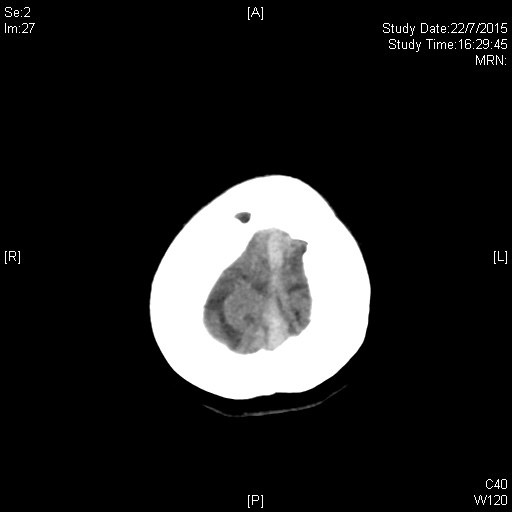 Se:2
Im:27
[A]
Study Date:22/7/2015
Study Time:16:29:45
MRN:
[R]
[L]
[P]
C40
W120